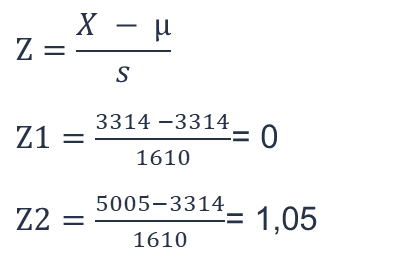 Z = (X − μ) / s
Z1 = (3314 −3314) / 1610 = 0
Z2 = (5005−3314) / 1610 = 1,05